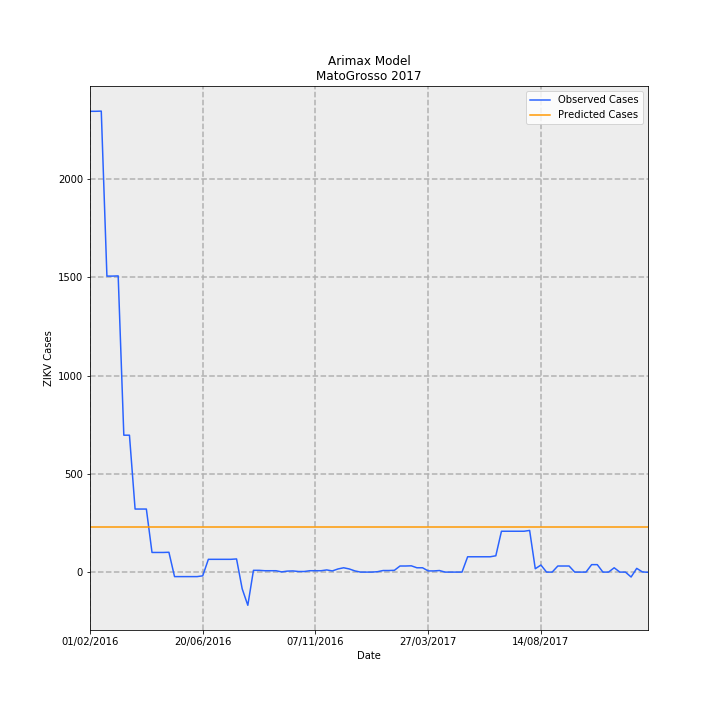 Arimax Model
MatoGrosso 2017
Observed Cases
Predicted Cases
ZIKV Cases
2000
1500
1000
500
0
01/02/2016 20/06/2016 07/11/2016 27/03/2017 14/08/2017
Date